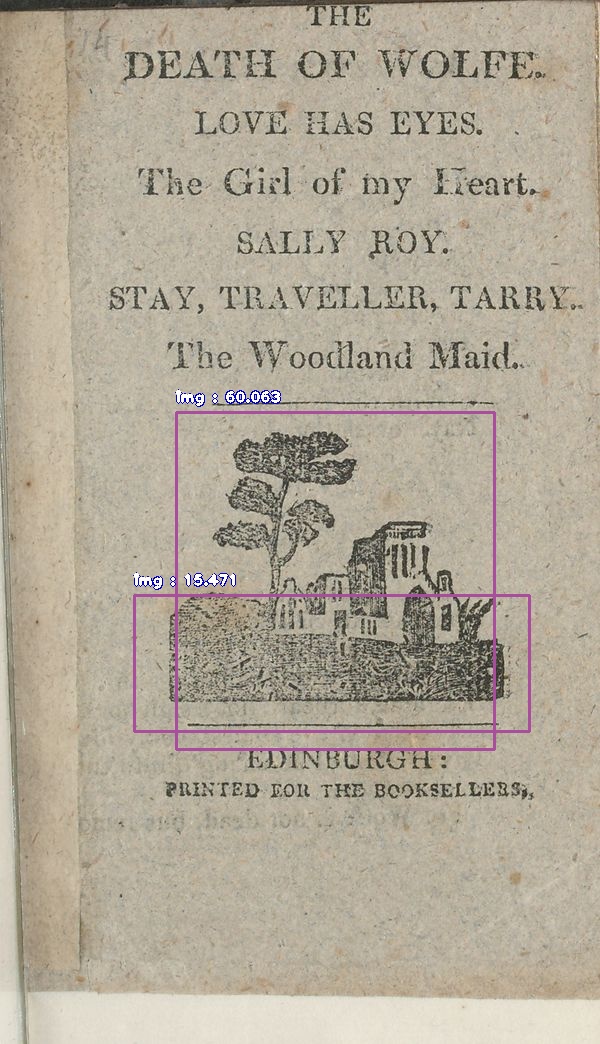 14
THE
DEATH OF WOLFE.
LOVE HAS EYES.
The Girl of my Heart.
SALLY ROY.
STAY, TRAVELLER, TARRY.
The Woodland Maid.
img : 60.063
img : 15.471
EDINBURGH:
PRINTED FOR THE BOOKSELLERS,